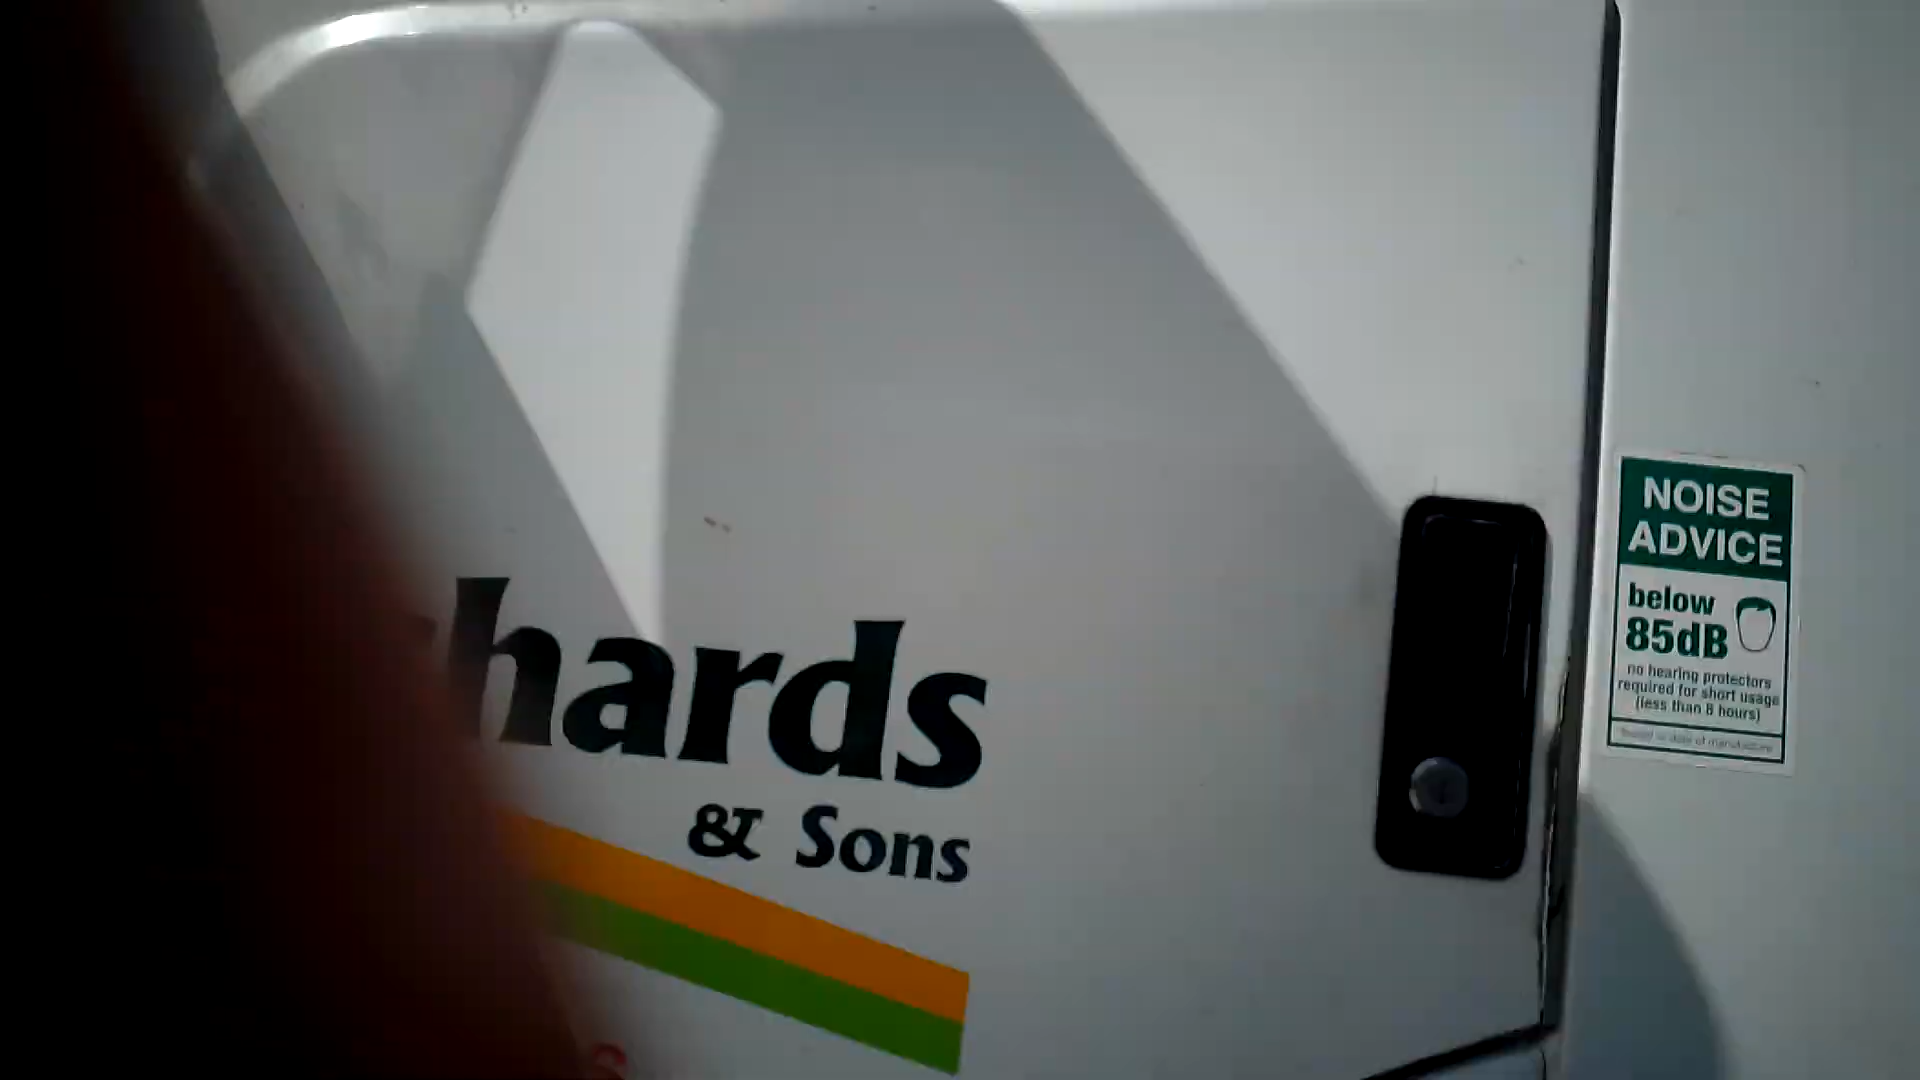 hards
& Sons
NOISE
ADVICE
below
85dB
no hearing protectors
required for short usage
(less than 8 hours)